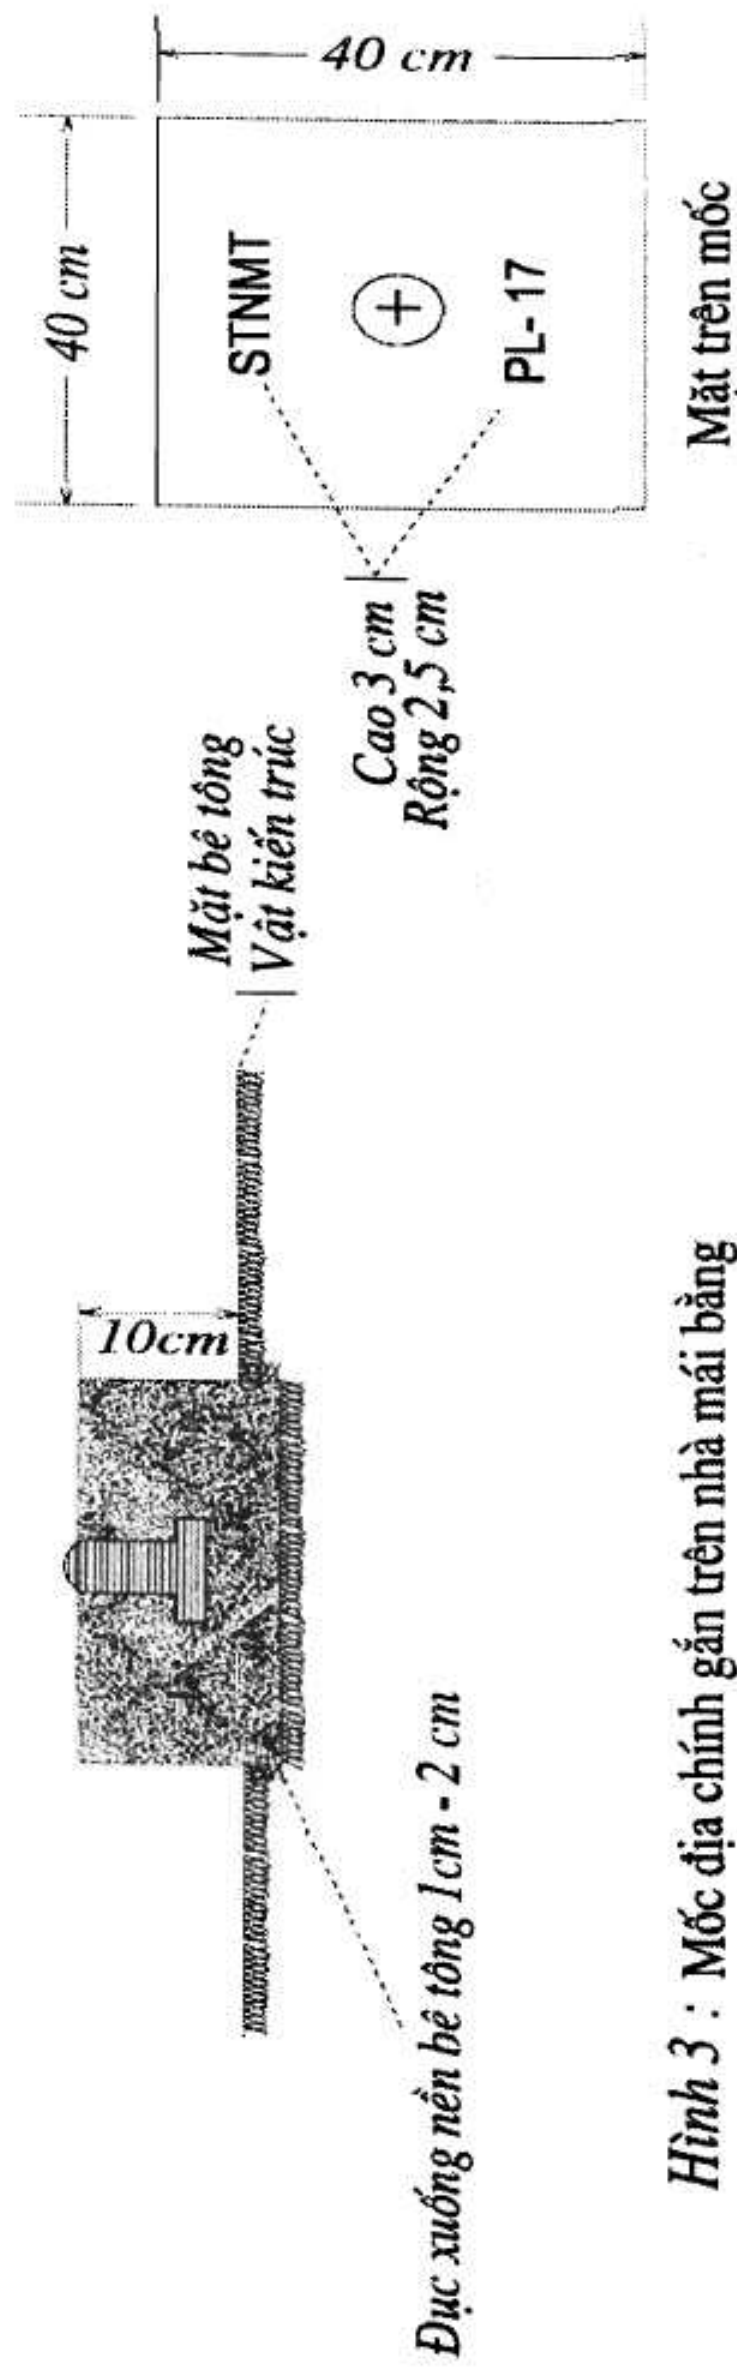 10cm
Mặt bê tông
Vật kiến trúc
Đục xuống nền bê tông 1cm - 2 cm
40 cm
40 cm
STNMT
PL- 17
Cao 3 cm
Rộng 2,5 cm
Mặt trên mốc
Hình 3 : Mốc địa chính gắn trên nhà mái bằng